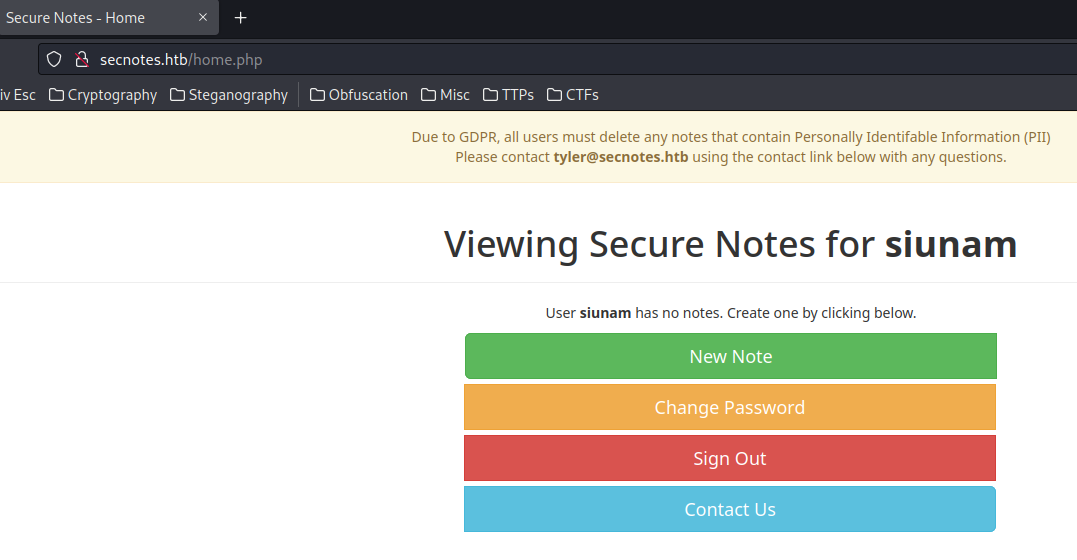 Secure Notes - Home
secnotes.htb/home.php
iv Esc Cryptography Steganography Obfuscation Misc TTPs CTFs
Due to GDPR, all users must delete any notes that contain Personally Identifable Information (PII)
Please contact tyler@secnotes.htb using the contact link below with any questions.
Viewing Secure Notes for siunam
User siunam has no notes. Create one by clicking below.
New Note
Change Password
Sign Out
Contact Us